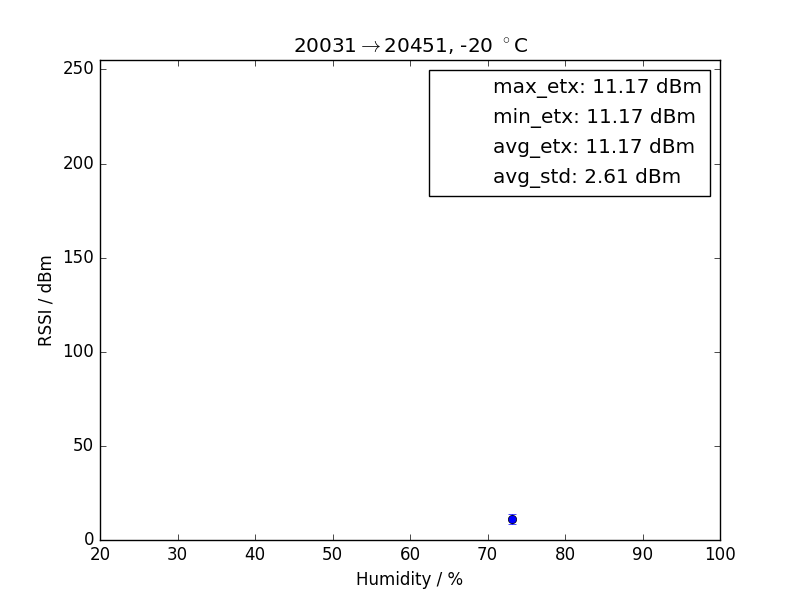 20031→20451, -20 °C
max_etx: 11.17 dBm
min_etx: 11.17 dBm
avg_etx: 11.17 dBm
avg_std: 2.61 dBm
RSSI / dBm
250
200
150
100
50
0
20 30 40 50 60 70 80 90 100
Humidity / %